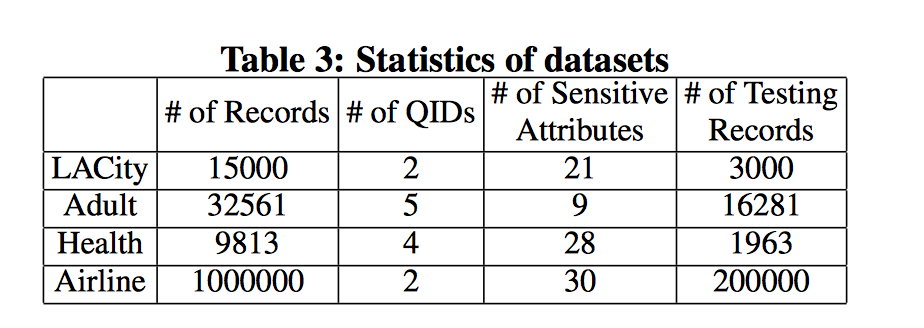 Table 3: Statistics of datasets
# of Records # of QIDs # of Sensitive Attributes # of Testing Records
LACity 15000 2 21 3000
Adult 32561 5 9 16281
Health 9813 4 28 1963
Airline 1000000 2 30 200000